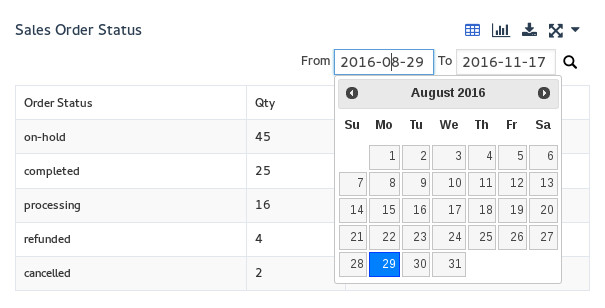 Sales Order Status
From 2016-08-29 To 2016-11-17
August 2016
Order Status Qty
Su Mo Tu We Th Fr Sa
on-hold 45
1 2 3 4 5 6
completed 25
7 8 9 10 11 12 13
processing 16
14 15 16 17 18 19 20
refunded 4
21 22 23 24 25 26 27
28 29 30 31
cancelled 2